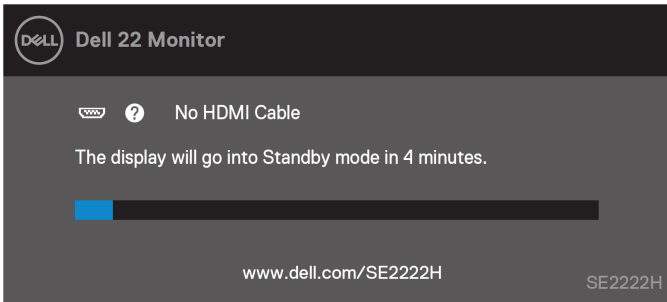 DELL Dell 22 Monitor
No HDMI Cable
The display will go into Standby mode in 4 minutes.
www.dell.com/SE2222H
SE2222H